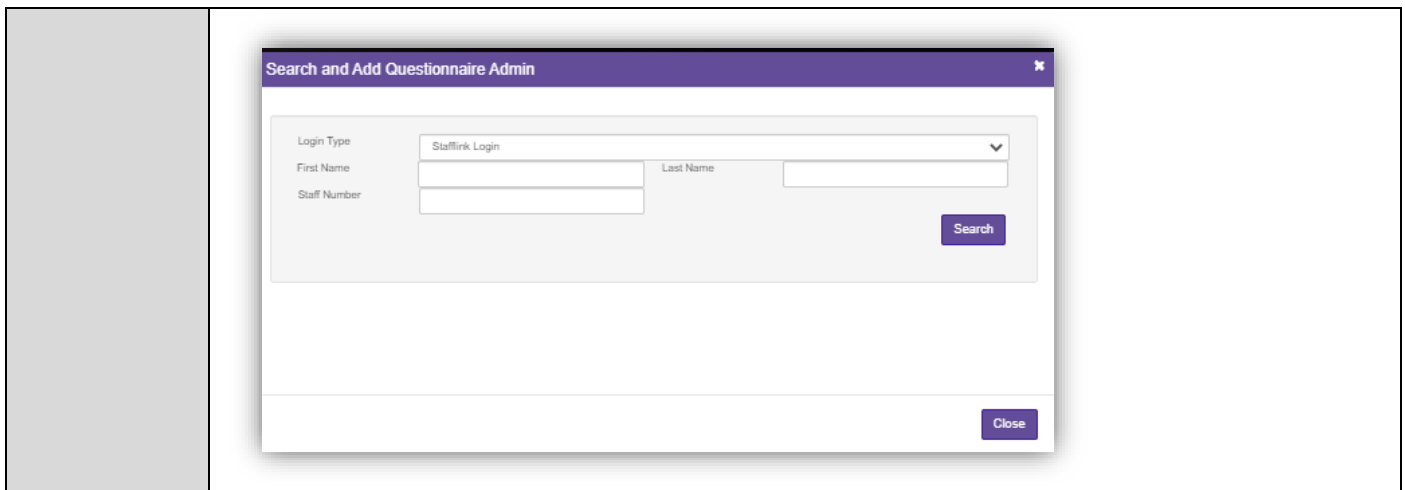 Search and Add Questionnaire Admin ✖
Login Type Stafflink Login
First Name Last Name
Staff Number
Search
Close